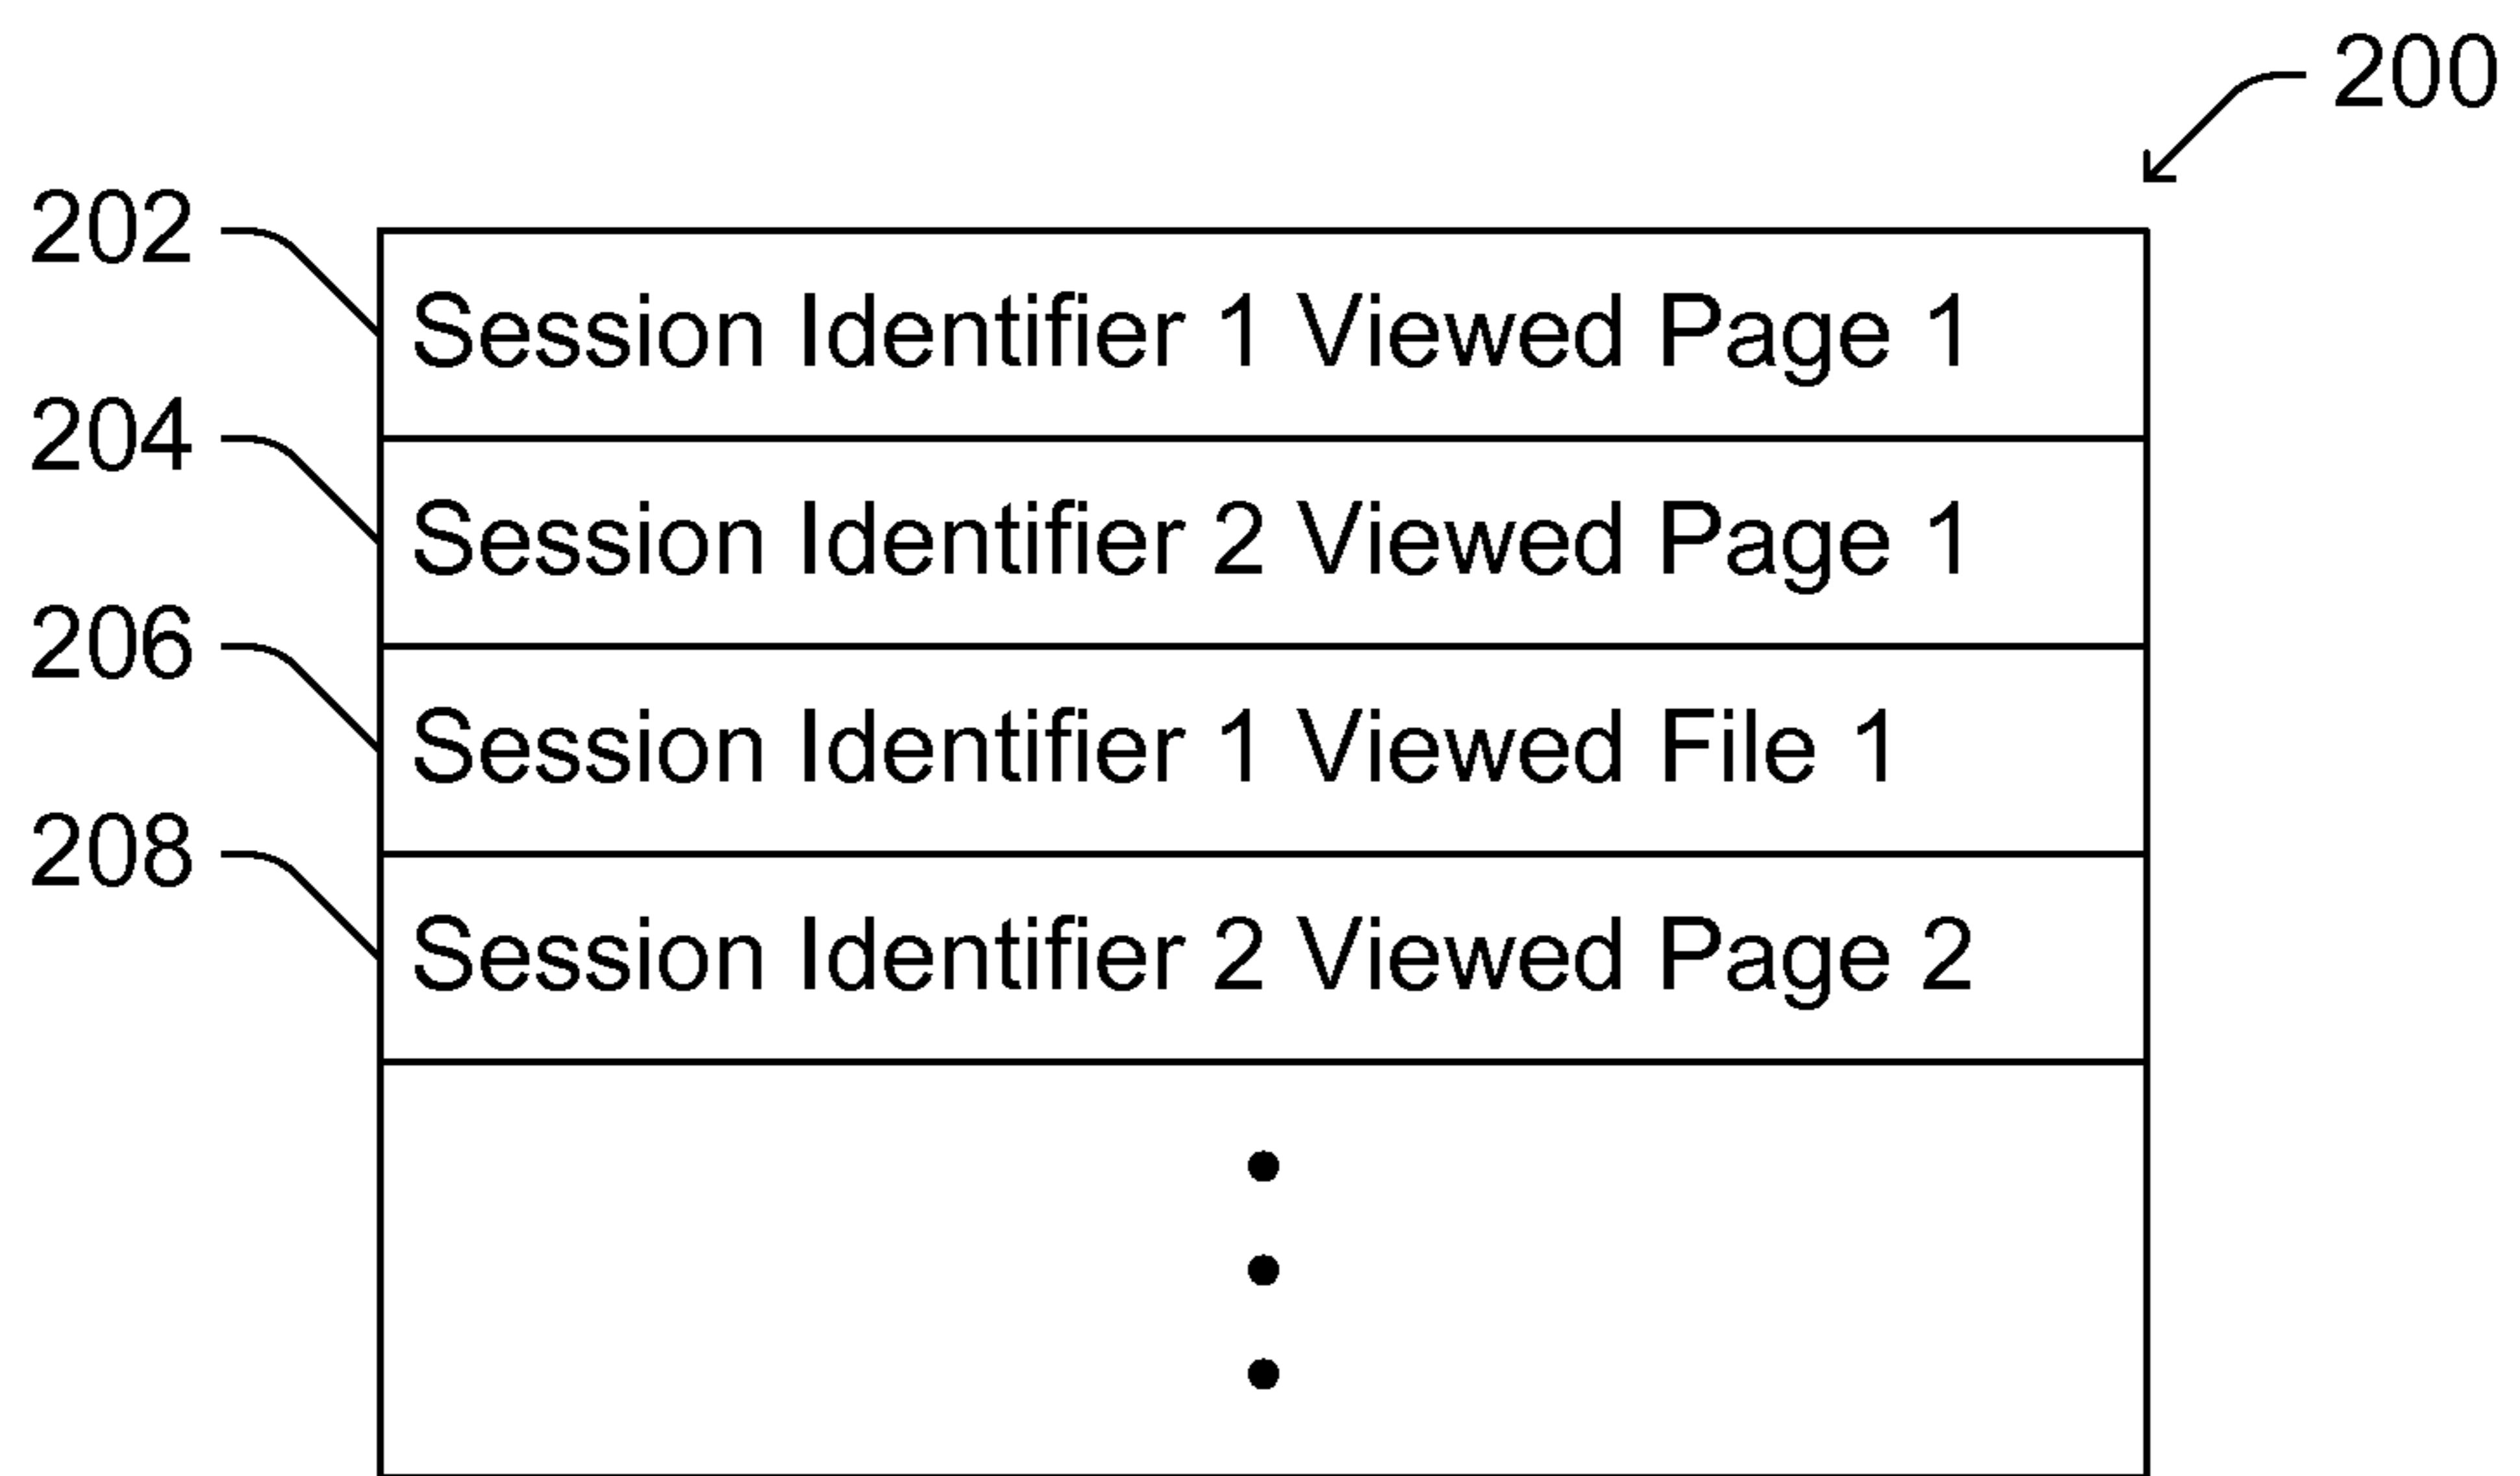 200
202
Session Identifier 1 Viewed Page 1
204
Session Identifier 2 Viewed Page 1
206
Session Identifier 1 Viewed File 1
208
Session Identifier 2 Viewed Page 2